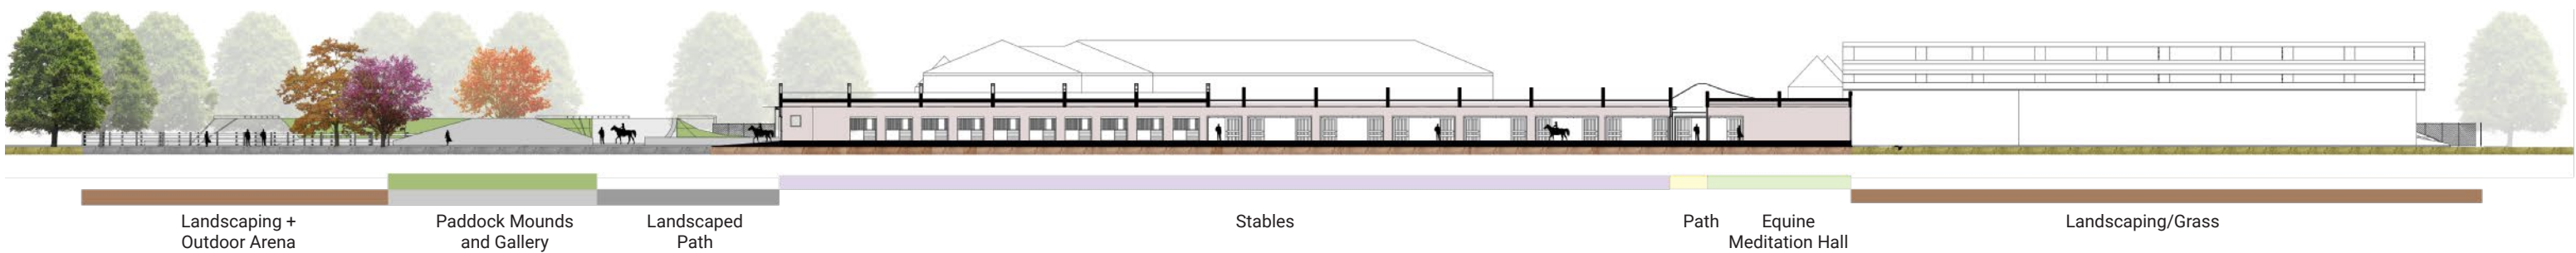 Landscaping +
Outdoor Arena
Paddock Mounds
and Gallery
Landscaped
Path
Stables
Path
Equine
Meditation Hall
Landscaping/Grass